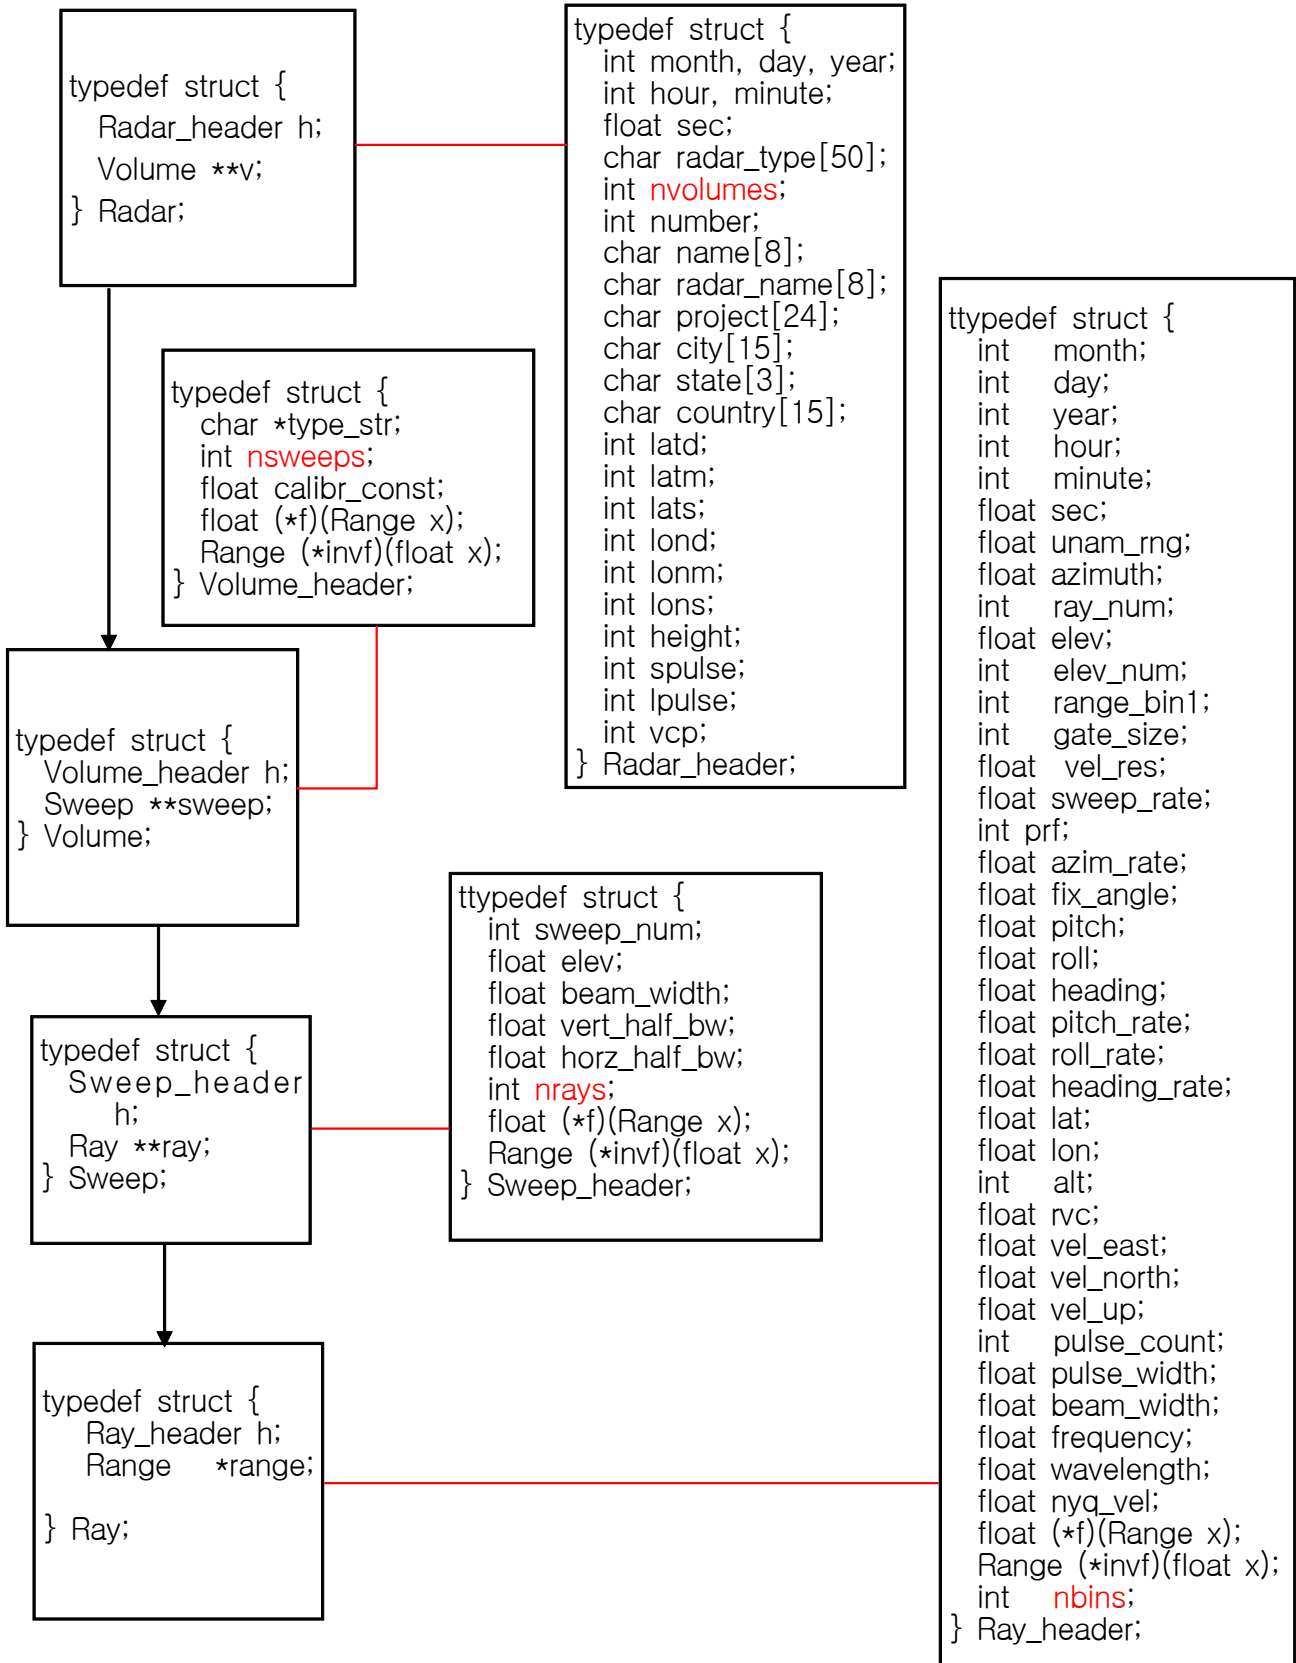 typedef struct {
Radar_header h;
Volume **v;
} Radar;
typedef struct {
int month, day, year;
int hour, minute;
float sec;
char radar_type[50];
int nvolumes;
int number;
char name[8];
char radar_name[8];
char project[24];
char city[15];
char state[3];
char country[15];
int latd;
int latm;
int lats;
int lond;
int lonm;
int lons;
int height;
int spulse;
int lpulse;
int vcp;
} Radar_header;
typedef struct {
char *type_str;
int nsweeps;
float calibr_const;
float (*f)(Range x);
Range (*invf)(float x);
} Volume_header;
typedef struct {
Volume_header h;
Sweep **sweep;
} Volume;
ttypedef struct {
int sweep_num;
float elev;
float beam_width;
float vert_half_bw;
float horz_half_bw;
int nrays;
float (*f)(Range x);
Range (*invf)(float x);
} Sweep_header;
typedef struct {
Sweep_header
h;
Ray **ray;
} Sweep;
typedef struct {
Ray_header h;
Range *range;
} Ray;
ttypedef struct {
int month;
int day;
int year;
int hour;
int minute;
float sec;
float unam_rng;
float azimuth;
int ray_num;
float elev;
int elev_num;
int range_bin1;
int gate_size;
float vel_res;
float sweep_rate;
int prf;
float azim_rate;
float fix_angle;
float pitch;
float roll;
float heading;
float pitch_rate;
float roll_rate;
float heading_rate;
float lat;
float lon;
int alt;
float rvc;
float vel_east;
float vel_north;
float vel_up;
int pulse_count;
float pulse_width;
float beam_width;
float frequency;
float wavelength;
float nyq_vel;
float (*f)(Range x);
Range (*invf)(float x);
int nbins;
} Ray_header;